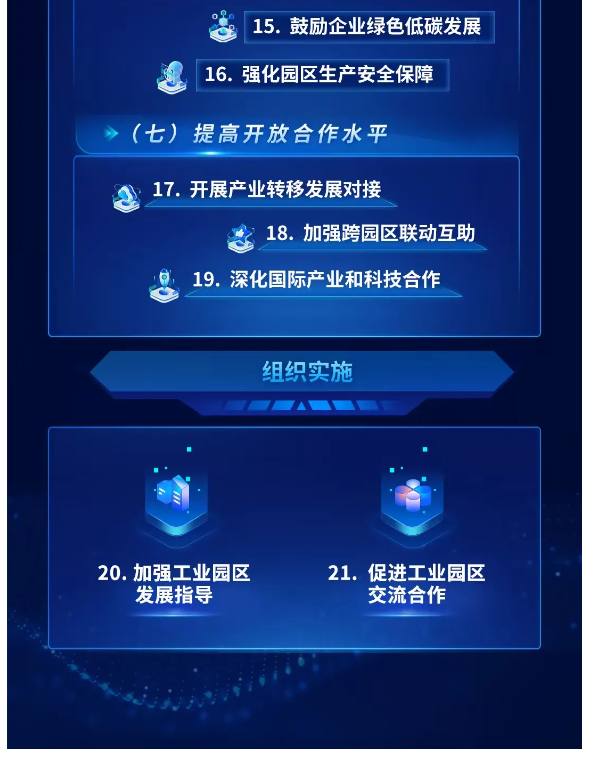 15. 鼓励企业绿色低碳发展
16. 强化园区生产安全保障
（七）提高开放合作水平
17. 开展产业转移发展对接
18. 加强跨园区联动互助
19. 深化国际产业和科技合作
组织实施
20. 加强工业园区
发展指导
21. 促进工业园区
交流合作